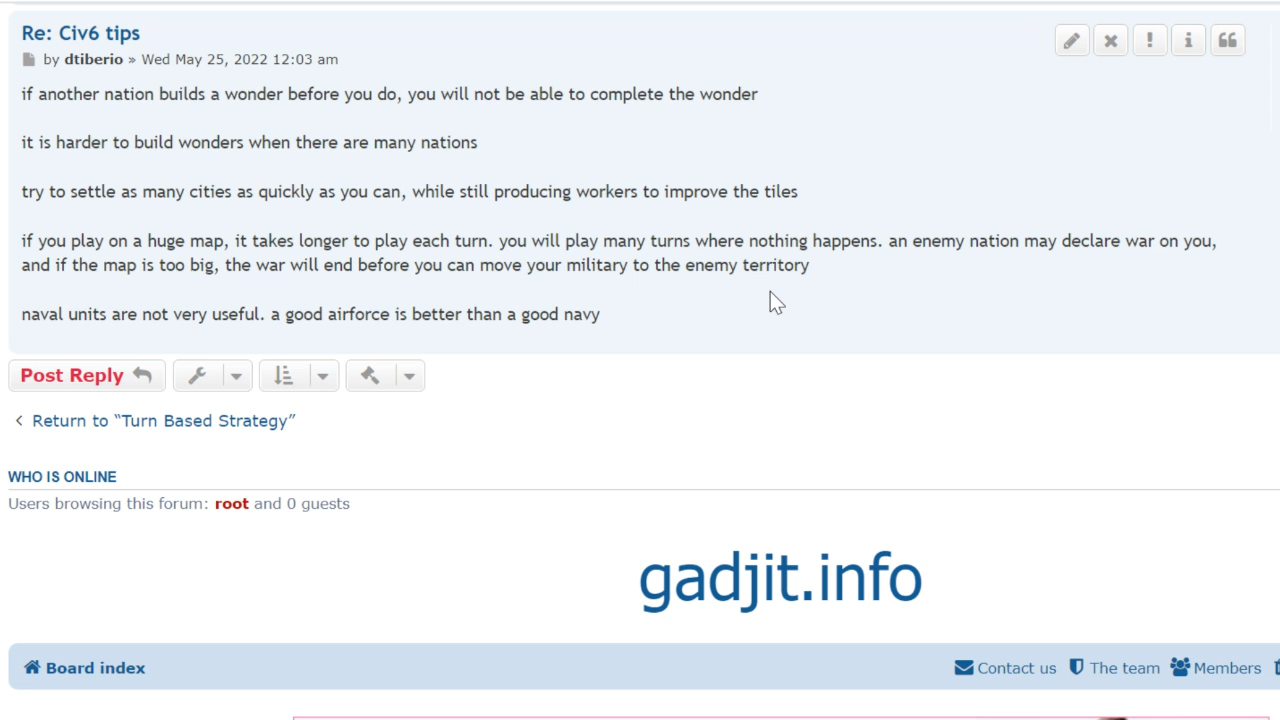 Re: Civ6 tips
by dtiberio » Wed May 25, 2022 12:03 am
if another nation builds a wonder before you do, you will not be able to complete the wonder
it is harder to build wonders when there are many nations
try to settle as many cities as quickly as you can, while still producing workers to improve the tiles
if you play on a huge map, it takes longer to play each turn. you will play many turns where nothing happens. an enemy nation may declare war on you,
and if the map is too big, the war will end before you can move your military to the enemy territory
naval units are not very useful. a good airforce is better than a good navy
Post Reply
Return to “Turn Based Strategy”
WHO IS ONLINE
Users browsing this forum: root and 0 guests
gadjit.info
Board index Contact us The team Members